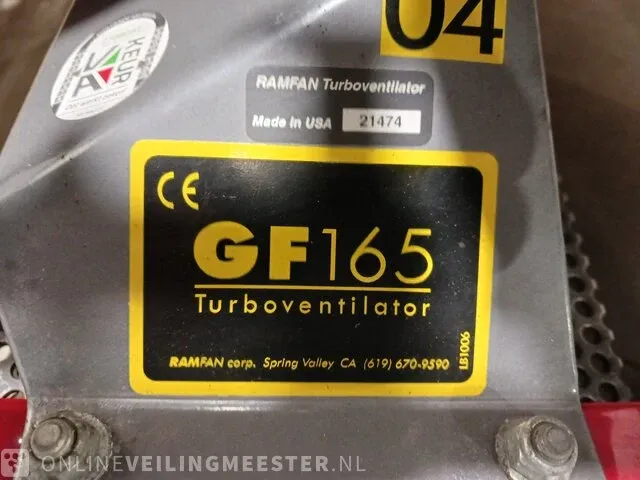 04
KEUR
RAMFAN Turboventilator
Made in USA 21474
CE
GF165
Turboventilator
RAMFAN corp. Spring Valley CA (619) 670-9590
LB1006
ONLINEVEILINGMEESTER.NL